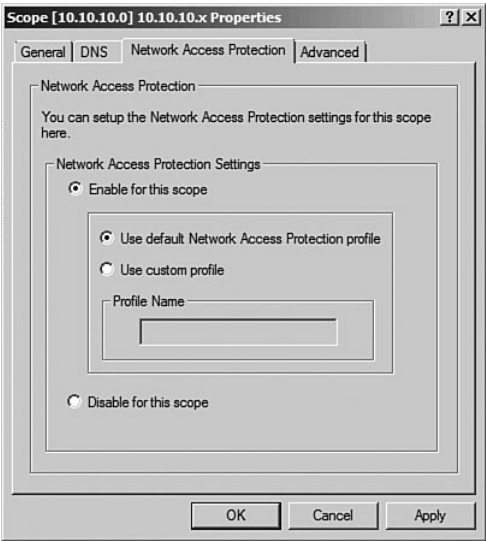 Scope [10.10.10.0] 10.10.10.x Properties
General
DNS
Network Access Protection
Advanced
Network Access Protection
You can setup the Network Access Protection settings for this scope
here.
Network Access Protection Settings
Enable for this scope
Use default Network Access Protection profile
Use custom profile
Profile Name
Disable for this scope
OK
Cancel
Apply